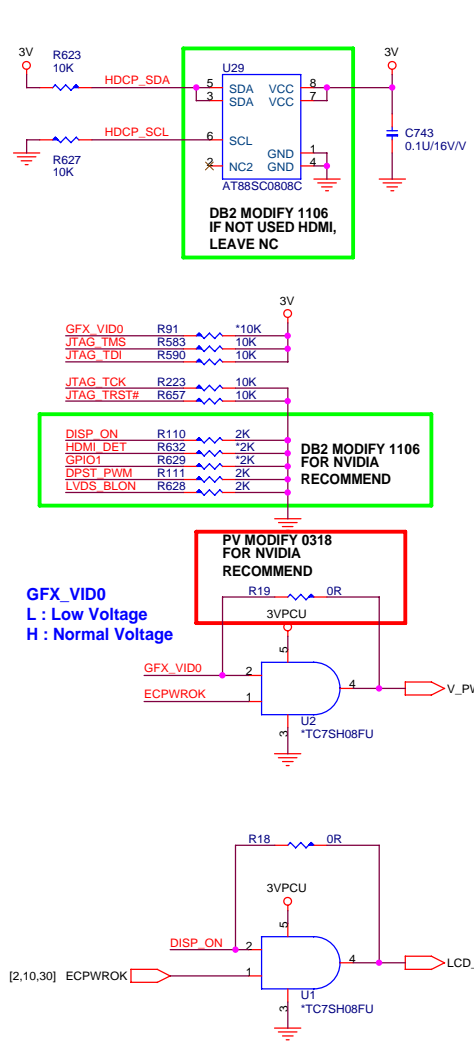 3V
R623
10K
HDCP_SDA
U29
5 SDA VCC 8
3 SDA VCC 7
3V
HDCP_SCL
6 SCL
R627
10K
GND 1
2 NC2 GND 4
AT88SC0808C
C743
0.1U/16V/V
DB2 MODIFY 1106
IF NOT USED HDMI,
LEAVE NC
3V
GFX_VID0 R91 *10K
JTAG_TMS R583 10K
JTAG_TDI R590 10K
JTAG_TCK R223 10K
JTAG_TRST# R657 10K
DISP_ON R110 2K
HDMI_DET R632 *2K
GPIO1 R629 *2K
DPST_PWM R111 2K
LVDS_BLON R628 2K
DB2 MODIFY 1106
FOR NVIDIA
RECOMMEND
PV MODIFY 0318
FOR NVIDIA
RECOMMEND
GFX_VID0
L : Low Voltage
H : Normal Voltage
R19 0R
3VPCU
5
GFX_VID0 2
ECPWROK 1
4
3
U2
*TC7SH08FU
R18 0R
3VPCU
5
DISP_ON 2
[2,10,30] ECPWROK 1
4
LCD_
3
U1
*TC7SH08FU